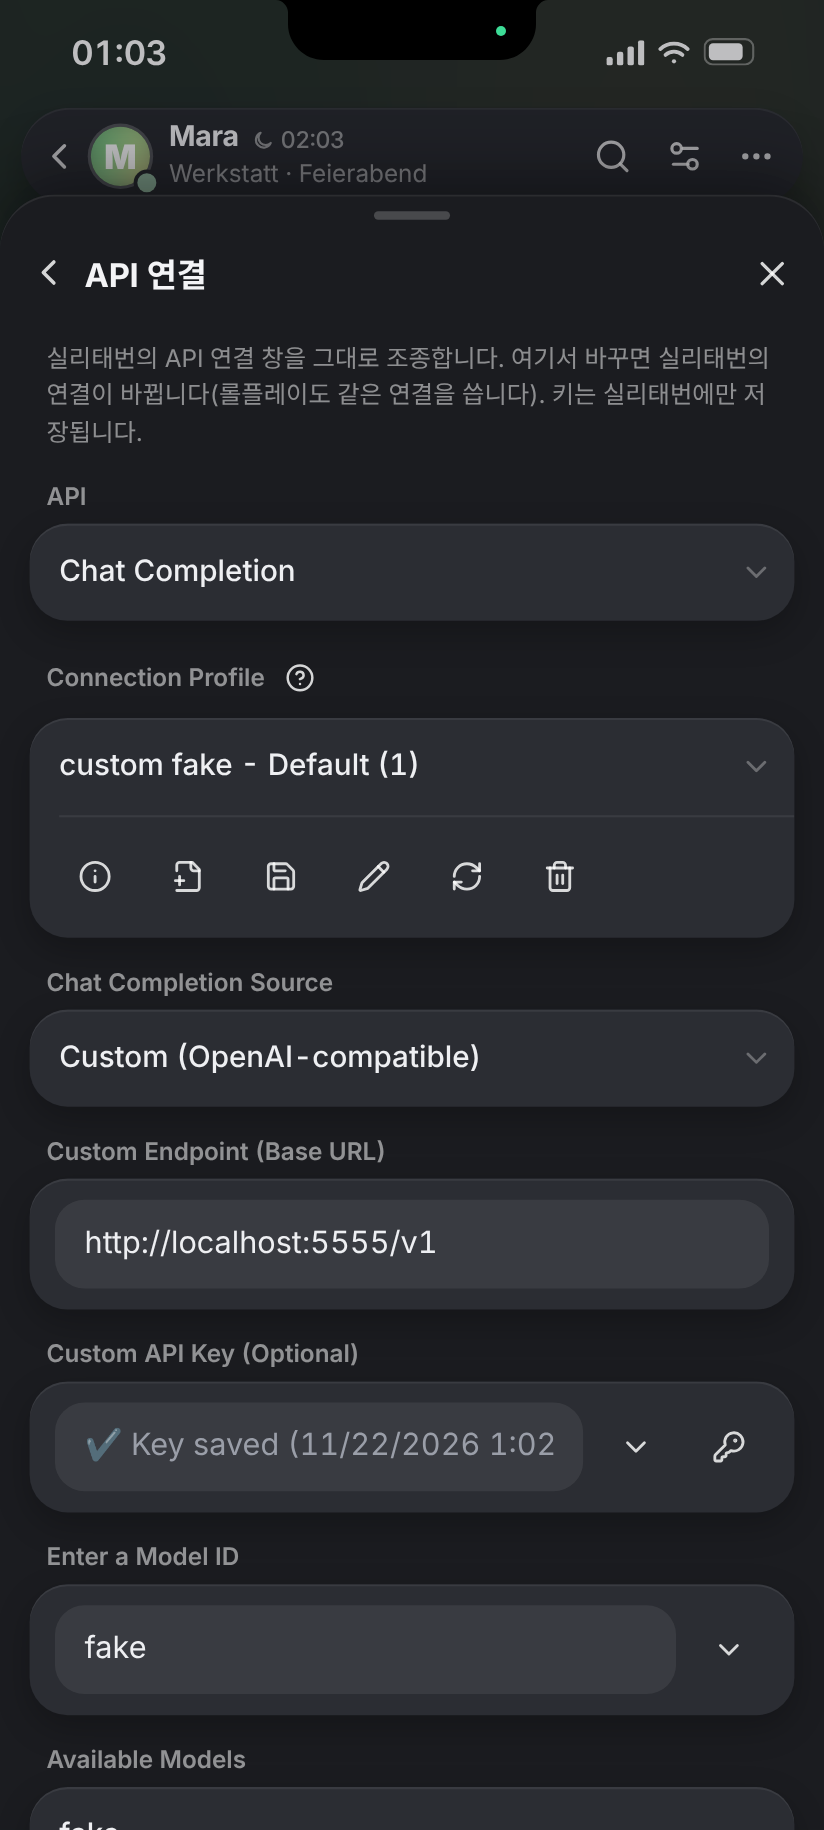 01:03
M
Mara 02:03
Werkstatt · Feierabend
API 연결
실리태번의 API 연결 창을 그대로 조종합니다. 여기서 바꾸면 실리태번의
연결이 바뀝니다(롤플레이도 같은 연결을 씁니다). 키는 실리태번에만 저
장됩니다.
API
Chat Completion
Connection Profile
custom fake - Default (1)
Chat Completion Source
Custom (OpenAI-compatible)
Custom Endpoint (Base URL)
http://localhost:5555/v1
Custom API Key (Optional)
✔️ Key saved (11/22/2026 1:02
Enter a Model ID
fake
Available Models
fake